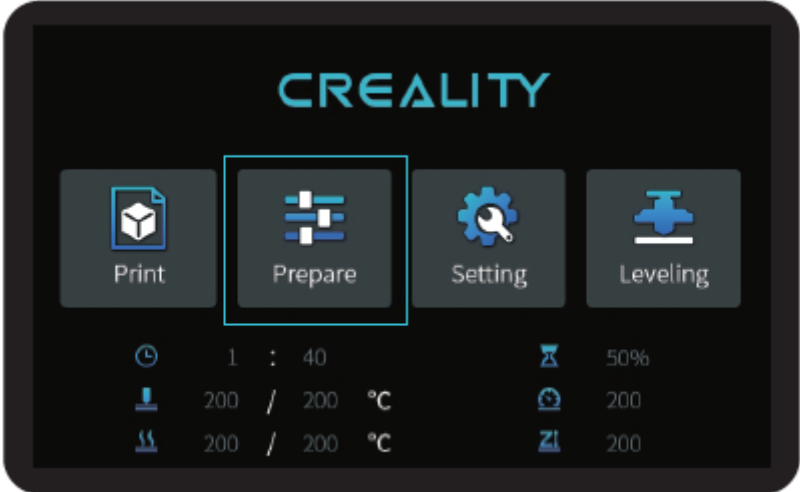 CREALITY
Print Prepare Setting Leveling
1 : 40 50%
200 / 200 °C 200
200 / 200 °C Z 200